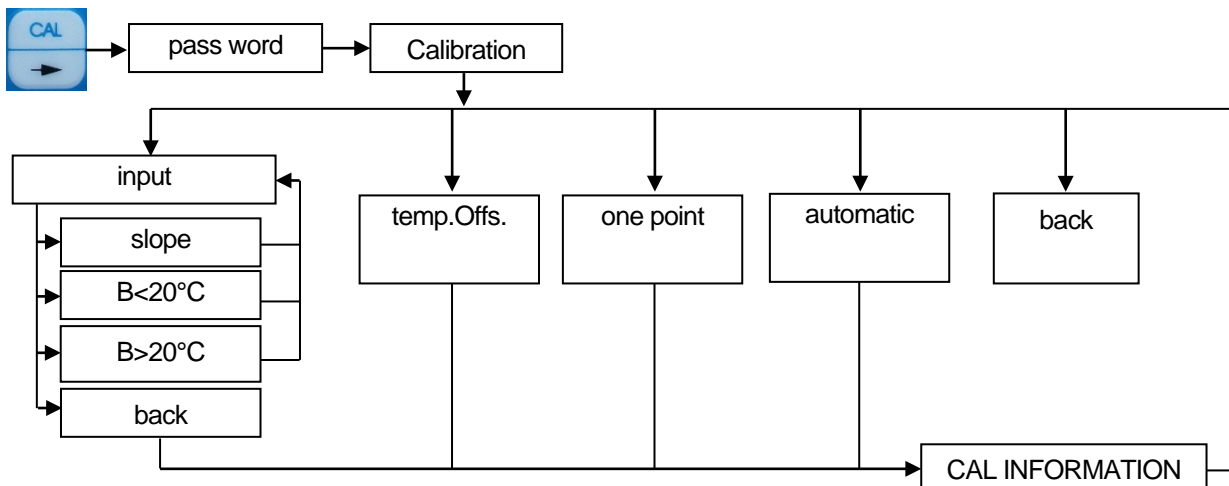 CAL
pass word
Calibration
input
slope
B<20°C
B>20°C
back
temp.Offs.
one point
automatic
back
CAL INFORMATION